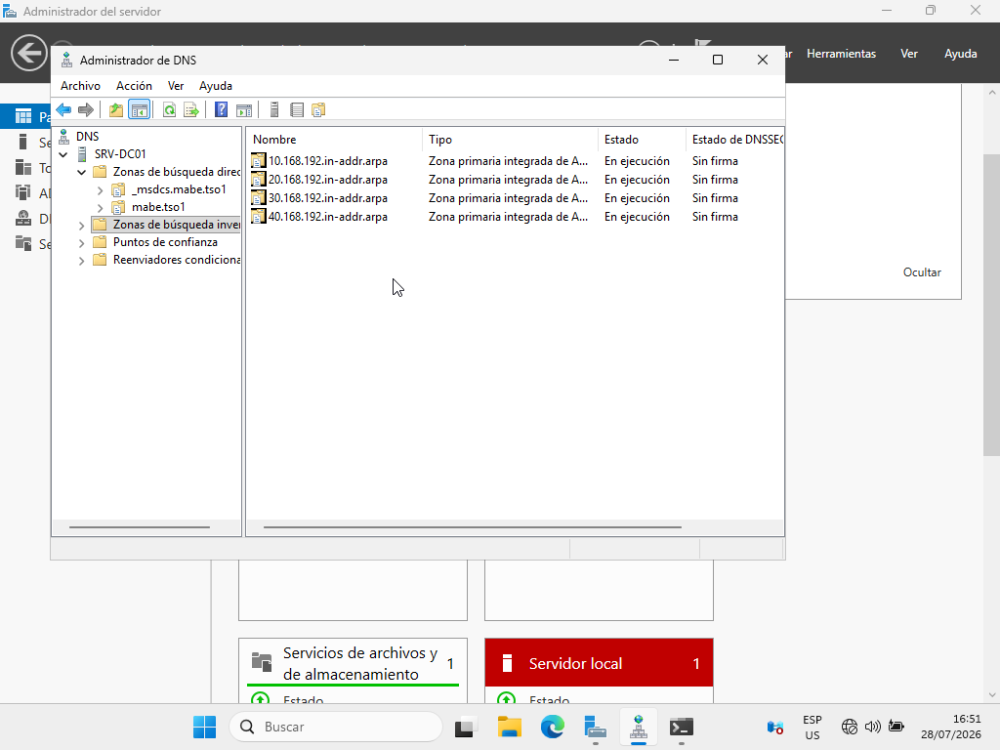 Administrador del servidor
Administrador de DNS
Herramientas
Ver
Ayuda
Archivo
Acción
Ver
Ayuda
DNS
SRV-DC01
Zonas de búsqueda direc
_msdcs.mabe.tso1
mabe.tso1
Zonas de búsqueda inver
Puntos de confianza
Reenviadores condiciona
Nombre Tipo Estado Estado de DNSSEC
10.168.192.in-addr.arpa Zona primaria integrada de A... En ejecución Sin firma
20.168.192.in-addr.arpa Zona primaria integrada de A... En ejecución Sin firma
30.168.192.in-addr.arpa Zona primaria integrada de A... En ejecución Sin firma
40.168.192.in-addr.arpa Zona primaria integrada de A... En ejecución Sin firma
Ocultar
Servicios de archivos y
de almacenamiento
1
Estado
Servidor local 1
Estado
Buscar
ESP
US
16:51
28/07/2026